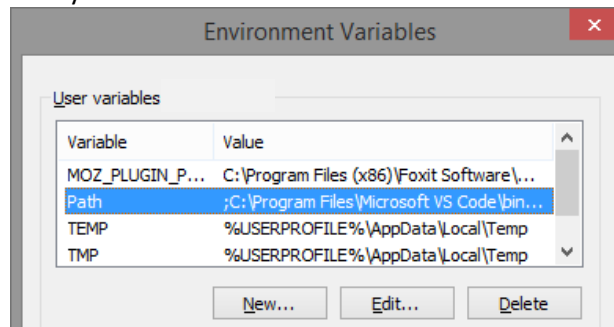 Environment Variables
User variables
Variable Value
MOZ_PLUGIN_P... C:\Program Files (x86)\Foxit Software\...
Path ;C:\Program Files\Microsoft VS Code\bin...
TEMP %USERPROFILE%\AppData\Local\Temp
TMP %USERPROFILE%\AppData\Local\Temp
New... Edit... Delete